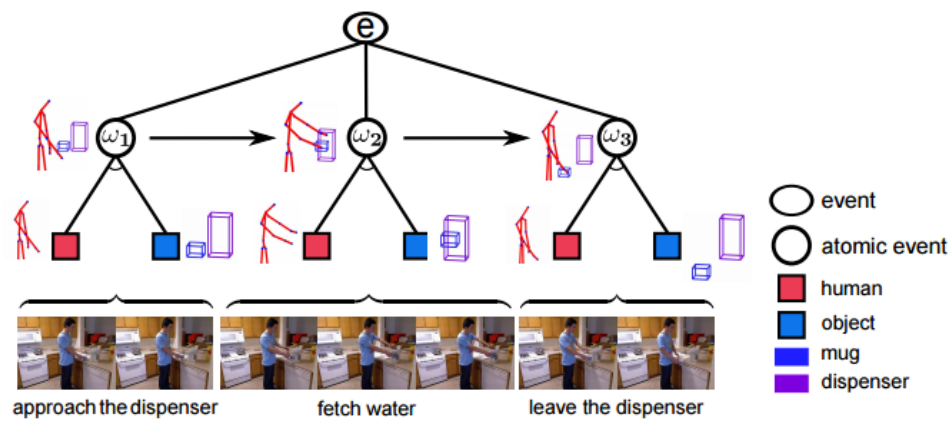 e
ω1
ω2
ω3
event
atomic event
human
object
mug
dispenser
approach the dispenser
fetch water
leave the dispenser